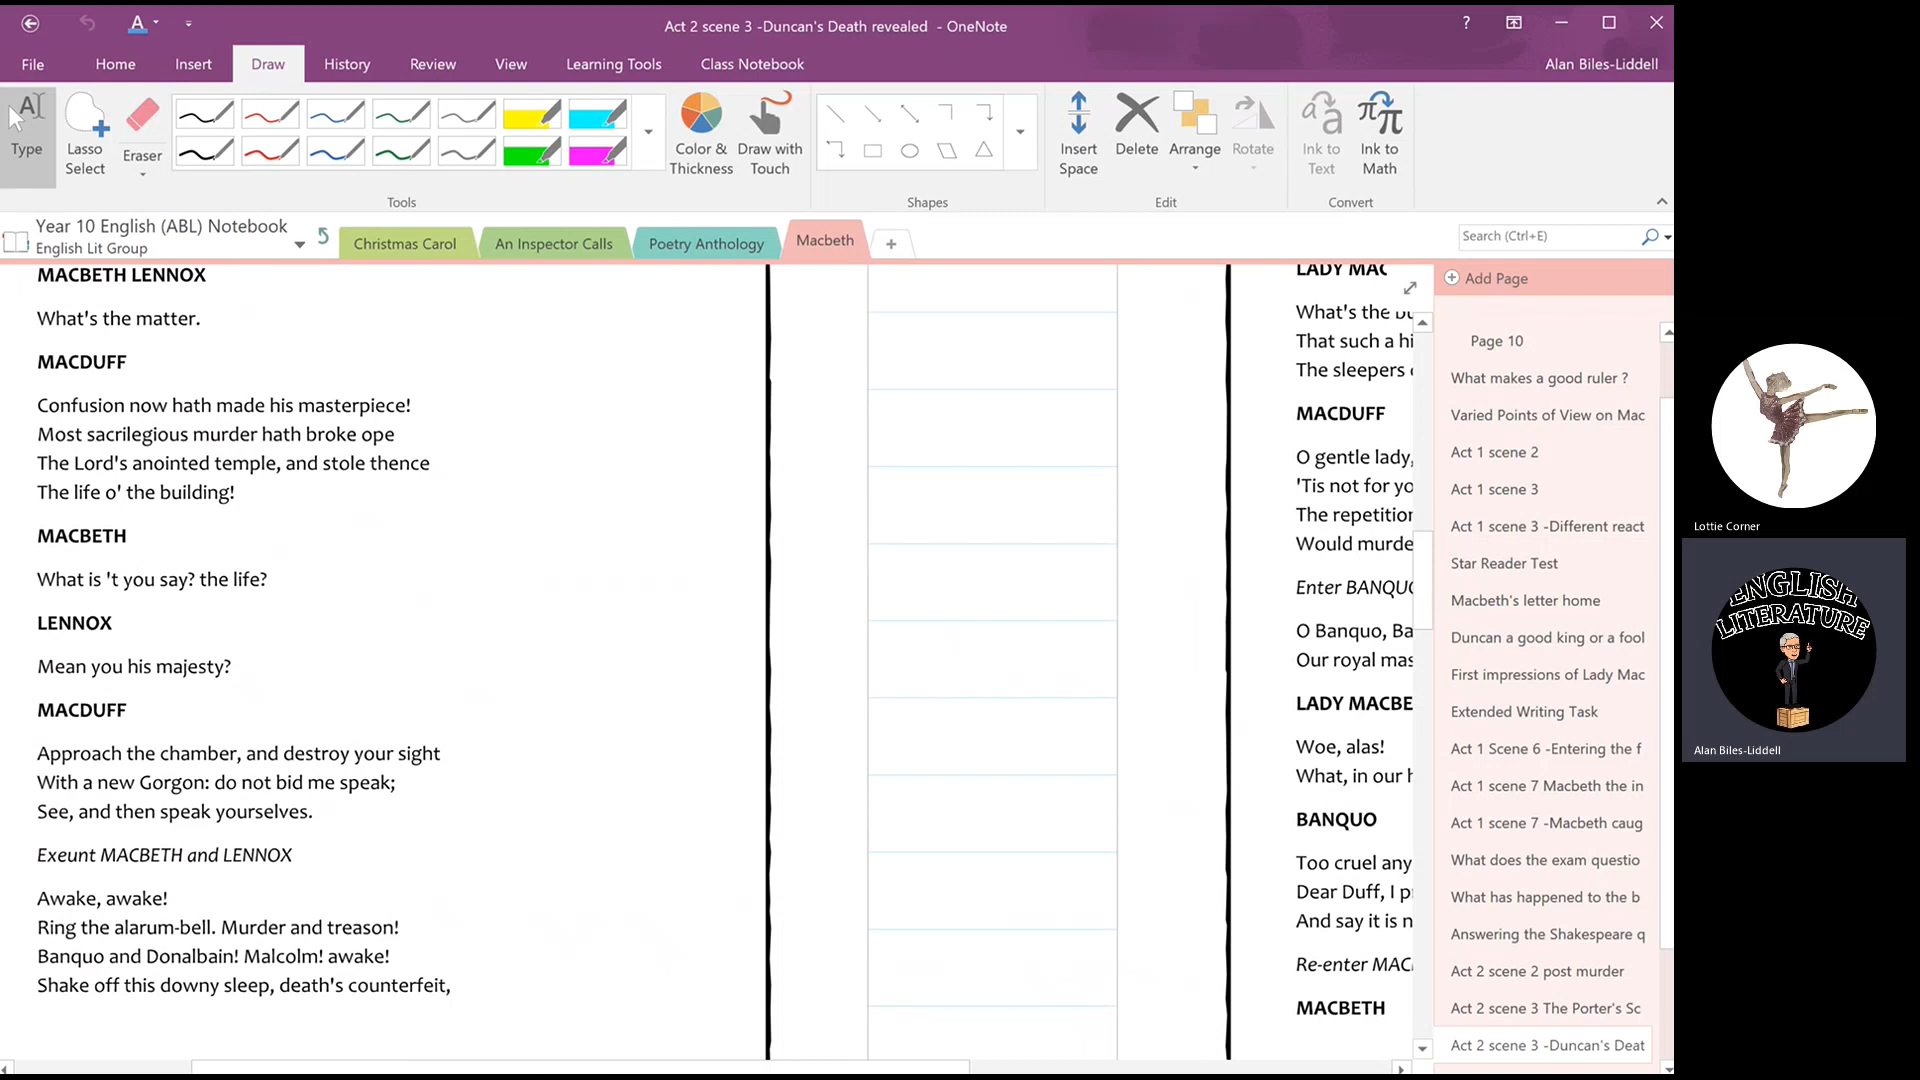 Act 2 scene 3 -Duncan's Death revealed - OneNote
?
File
Home
Insert
Draw
History
Review
View
Learning Tools
Class Notebook
Alan Biles-Liddell
Type
Lasso
Select
Eraser
Color &
Thickness
Draw with
Touch
Insert
Space
Delete
Arrange
Rotate
Ink to
Text
Ink to
Math
Tools
Shapes
Edit
Convert
Year 10 English (ABL) Notebook
English Lit Group
Christmas Carol
An Inspector Calls
Poetry Anthology
Macbeth
Search (Ctrl+E)
MACBETH LENNOX
What's the matter.
MACDUFF
Confusion now hath made his masterpiece!
Most sacrilegious murder hath broke ope
The Lord's anointed temple, and stole thence
The life o' the building!
MACBETH
What is 't you say? the life?
LENNOX
Mean you his majesty?
MACDUFF
Approach the chamber, and destroy your sight
With a new Gorgon: do not bid me speak;
See, and then speak yourselves.
Exeunt MACBETH and LENNOX
Awake, awake!
Ring the alarum-bell. Murder and treason!
Banquo and Donalbain! Malcolm! awake!
Shake off this downy sleep, death's counterfeit,
LADY MAC
What's the bu
That such a hi
The sleepers
MACDUFF
O gentle lady,
'Tis not for yo
The repetition
Would murde
Enter BANQUO
O Banquo, Ba
Our royal mas
LADY MACBE
Woe, alas!
What, in our h
BANQUO
Too cruel any
Dear Duff, I p
And say it is n
Re-enter MAC
MACBETH
Add Page
Page 10
What makes a good ruler ?
Varied Points of View on Mac
Act 1 scene 2
Act 1 scene 3
Act 1 scene 3 -Different react
Star Reader Test
Macbeth's letter home
Duncan a good king or a fool
First impressions of Lady Mac
Extended Writing Task
Act 1 Scene 6 -Entering the f
Act 1 scene 7 Macbeth the in
Act 1 scene 7 -Macbeth caug
What does the exam questio
What has happened to the b
Answering the Shakespeare q
Act 2 scene 2 post murder
Act 2 scene 3 The Porter's Sc
Act 2 scene 3 -Duncan's Deat
Lottie Corner
ENGLISH
LITERATURE
Alan Biles-Liddell